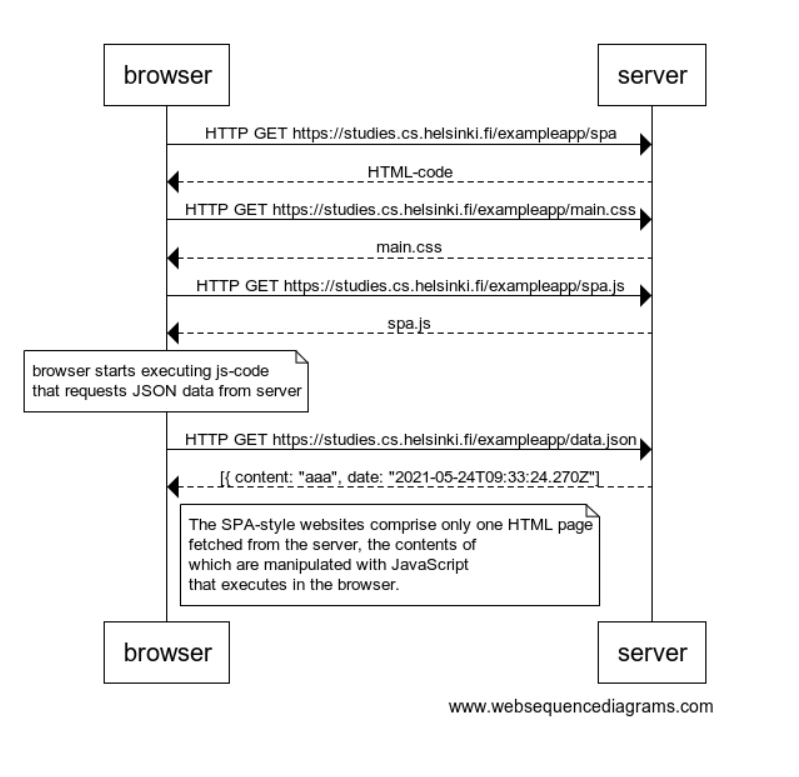 browser
server
HTTP GET https://studies.cs.helsinki.fi/exampleapp/spa
HTML-code
HTTP GET https://studies.cs.helsinki.fi/exampleapp/main.css
main.css
HTTP GET https://studies.cs.helsinki.fi/exampleapp/spa.js
spa.js
browser starts executing js-code
that requests JSON data from server
HTTP GET https://studies.cs.helsinki.fi/exampleapp/data.json
[{ content: "aaa", date: "2021-05-24T09:33:24.270Z"]
The SPA-style websites comprise only one HTML page
fetched from the server, the contents of
which are manipulated with JavaScript
that executes in the browser.
browser
server
www.websequencediagrams.com